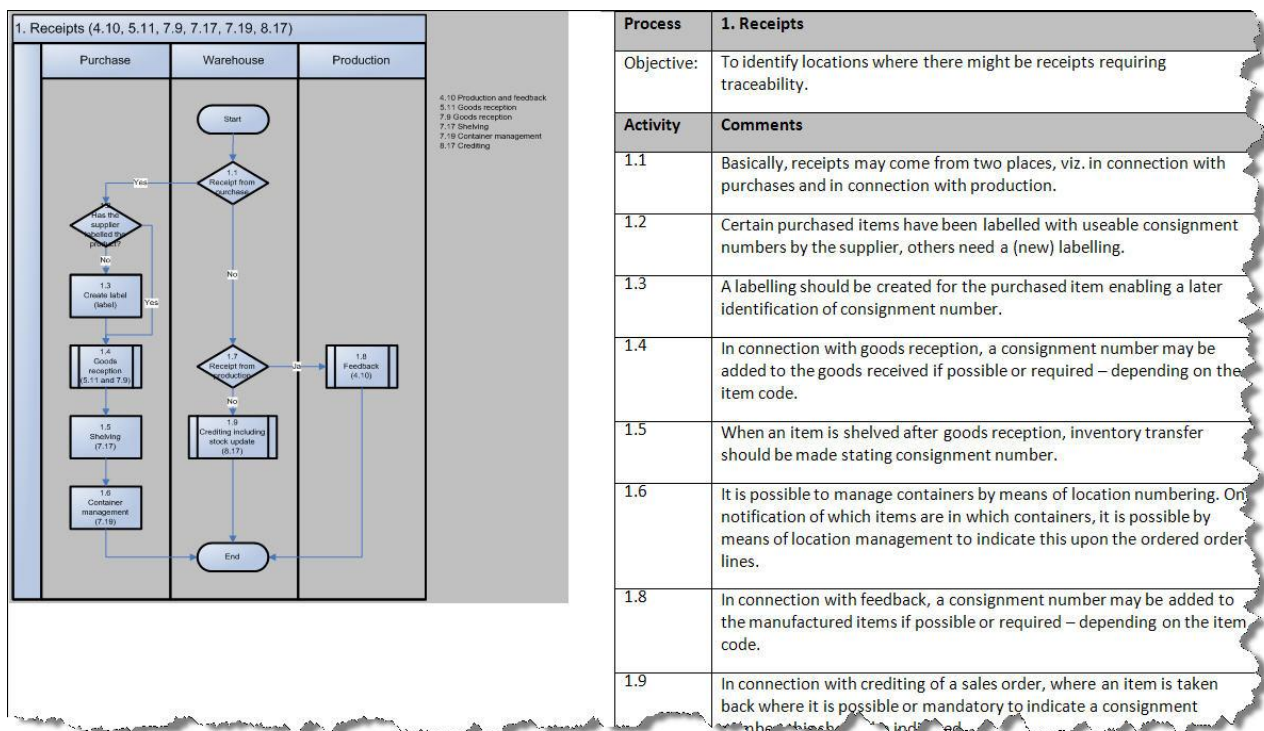 1. Receipts (4.10, 5.11, 7.9, 7.17, 7.19, 8.17)
Purchase
Warehouse
Production
4.10 Production and feedback
5.11 Goods reception
7.9 Goods reception
7.17 Shelving
7.19 Container management
8.17 Crediting
Start
1.1
Receipt from
purchase
Yes
Has the
supplier
labelled the
product?
No
1.3
Create label
(label)
Yes
No
1.4
Goods
reception
(5.11 and 7.9)
1.7
Receipt from
production
Ja
1.8
Feedback
(4.10)
No
1.5
Shelving
(7.17)
1.9
Crediting including
stock update
(8.17)
1.6
Container
management
(7.19)
End
Process 1. Receipts
Objective: To identify locations where there might be receipts requiring
traceability.
Activity Comments
1.1 Basically, receipts may come from two places, viz. in connection with
purchases and in connection with production.
1.2 Certain purchased items have been labelled with useable consignment
numbers by the supplier, others need a (new) labelling.
1.3 A labelling should be created for the purchased item enabling a later
identification of consignment number.
1.4 In connection with goods reception, a consignment number may be
added to the goods received if possible or required – depending on the
item code.
1.5 When an item is shelved after goods reception, inventory transfer
should be made stating consignment number.
1.6 It is possible to manage containers by means of location numbering. On
notification of which items are in which containers, it is possible by
means of location management to indicate this upon the ordered order
lines.
1.8 In connection with feedback, a consignment number may be added to
the manufactured items if possible or required – depending on the item
code.
1.9 In connection with crediting of a sales order, where an item is taken
back where it is possible or mandatory to indicate a consignment